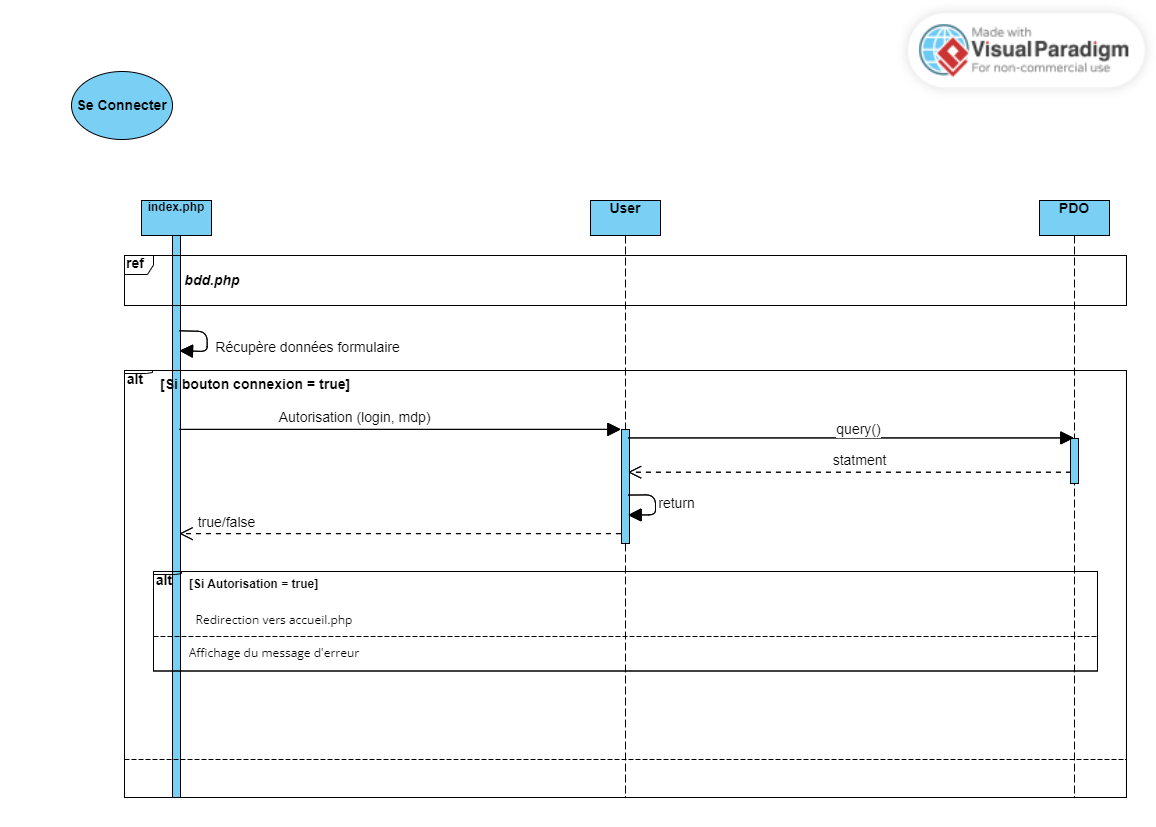 Made with
Visual Paradigm
For non-commercial use
Se Connecter
index.php
User
PDO
ref
bdd.php
Récupère données formulaire
alt
[Si bouton connexion = true]
Autorisation (login, mdp)
query()
statment
return
true/false
alt
[Si Autorisation = true]
Redirection vers accueil.php
Affichage du message d'erreur